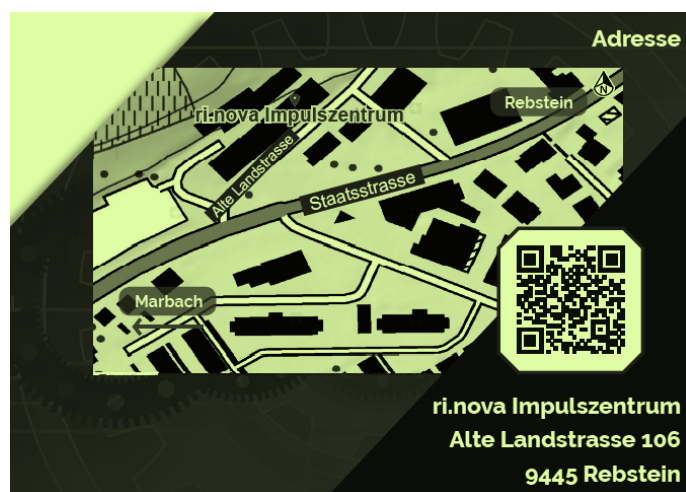 Adresse
Rebstein
N
ri.nova Impulszentrum
Alte Landstrasse
Staatsstrasse
Marbach
ri.nova Impulszentrum
Alte Landstrasse 106
9445 Rebstein